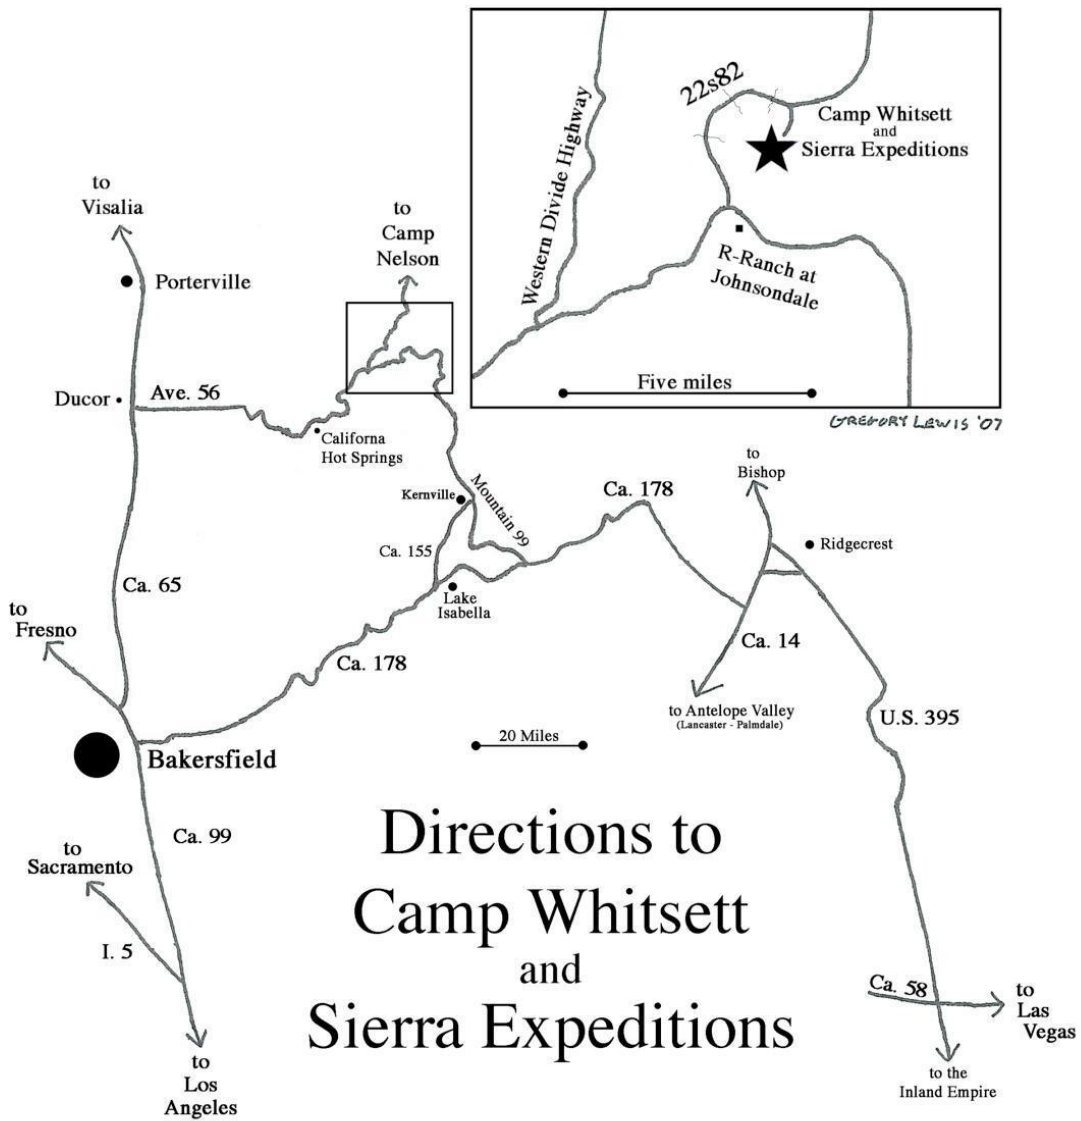 22s82
Camp Whitsett
and
Sierra Expeditions
Western Divide Highway
R-Ranch at
Johnsondale
Five miles
GREGORY LEWIS '07
to
Visalia
to
Camp
Nelson
Porterville
Ducor
Ave. 56
Californa
Hot Springs
Kernville
Mountain 99
Ca. 155
Ca. 178
to
Bishop
Ridgecrest
Ca. 65
Lake
Isabella
to
Fresno
Ca. 178
Ca. 14
to Antelope Valley
(Lancaster - Palmdale)
U.S. 395
20 Miles
Bakersfield
Ca. 99
to
Sacramento
I. 5
Directions to
Camp Whitsett
and
Sierra Expeditions
Ca. 58
to
Las
Vegas
to
Los
Angeles
to the
Inland Empire